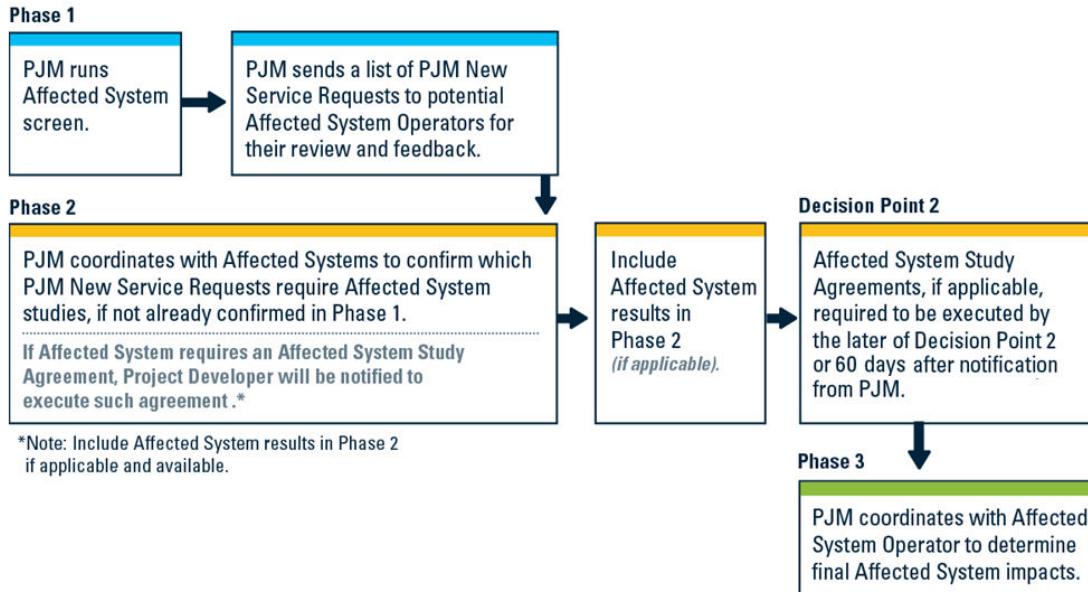 Phase 1
PJM runs
Affected System
screen.
PJM sends a list of PJM New
Service Requests to potential
Affected System Operators for
their review and feedback.
Phase 2
PJM coordinates with Affected Systems to confirm which
PJM New Service Requests require Affected System
studies, if not already confirmed in Phase 1.
If Affected System requires an Affected System Study
Agreement, Project Developer will be notified to
execute such agreement .*
*Note: Include Affected System results in Phase 2
if applicable and available.
Include
Affected System
results in
Phase 2
(if applicable).
Decision Point 2
Affected System Study
Agreements, if applicable,
required to be executed by
the later of Decision Point 2
or 60 days after notification
from PJM.
Phase 3
PJM coordinates with Affected
System Operator to determine
final Affected System impacts.